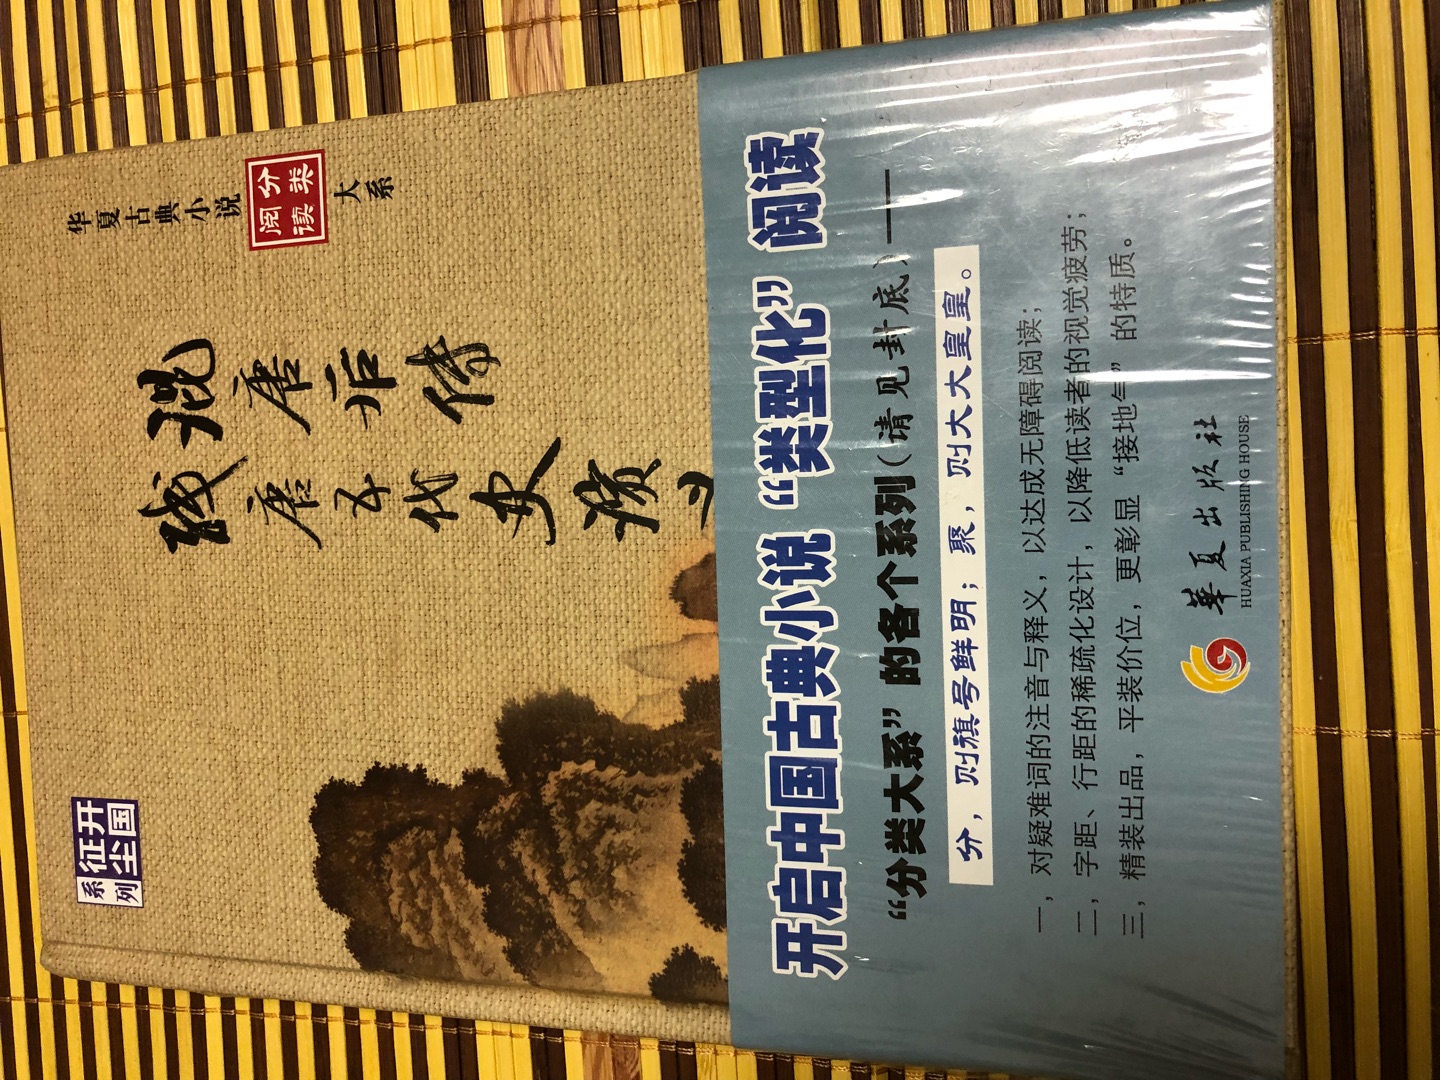 华夏古典小说
分类
阅读
大系
开国
征尘
系列
混唐后傳
残唐五代史演义
开启中国古典小说“类型化”阅读
“分类大系”的各个系列(请见封底)——
分，则旗号鲜明；聚，则大大皇皇。
一，对疑难词的注音与释义，以达成无障碍阅读；
二，字距、行距的稀疏化设计，以降低读者的视觉疲劳；
三，精装出品，平装价位，更彰显“接地气”的特质。
華夏出版社
HUAXIA PUBLISHING HOUSE